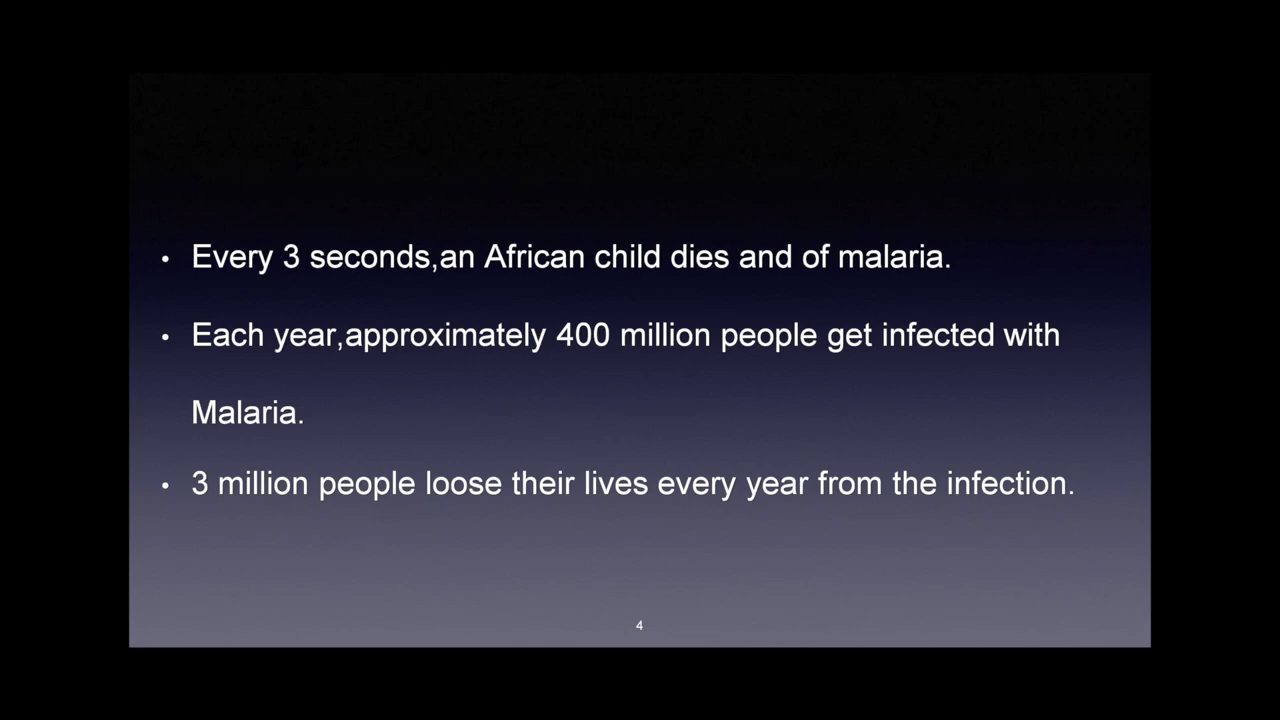 • Every 3 seconds,an African child dies and of malaria.
• Each year,approximately 400 million people get infected with
Malaria.
• 3 million people loose their lives every year from the infection.
4